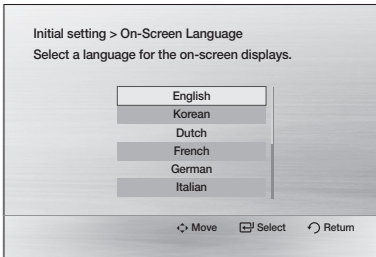 Initial setting > On-Screen Language
Select a language for the on-screen displays.
English
Korean
Dutch
French
German
Italian
Move Select Return